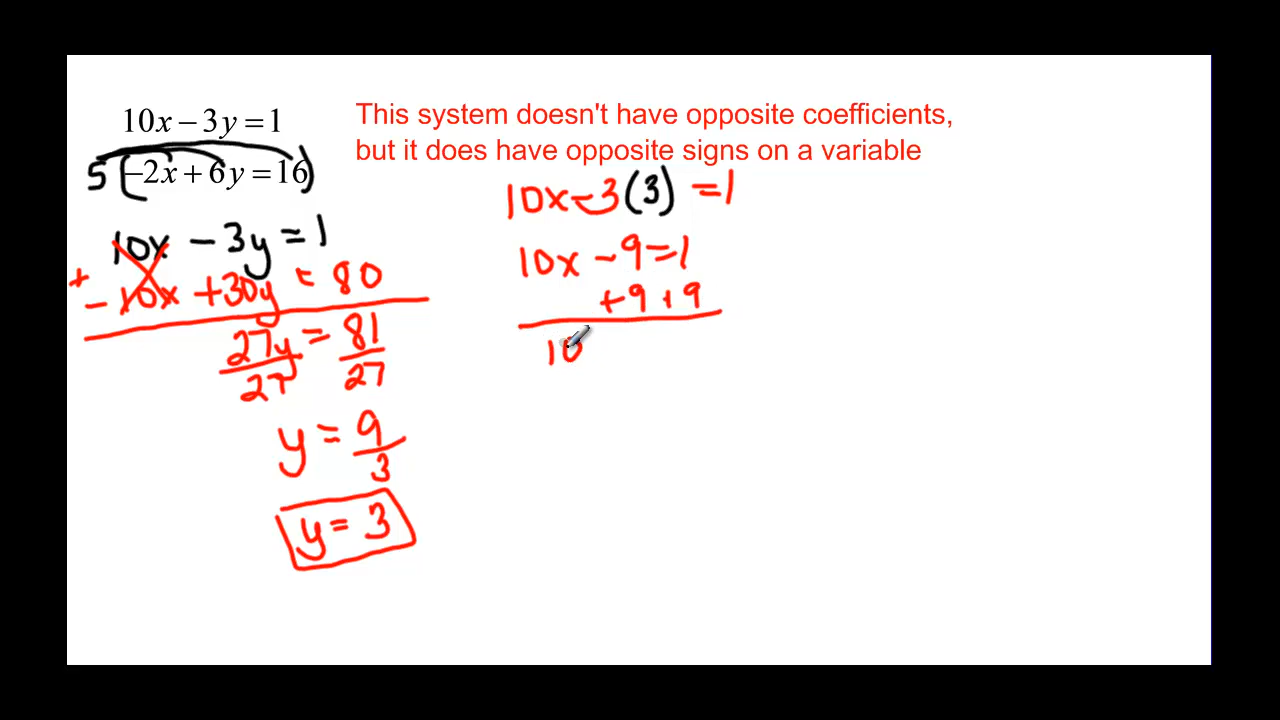 10x − 3y = 1
5 (−2x + 6y = 16)
10x − 3y = 1
+ − 10x + 30y = 80
27y = 81
27 27
y = 9
3
y = 3
This system doesn't have opposite coefficients,
but it does have opposite signs on a variable
10x − 3 (3) = 1
10x − 9 = 1
+ 9 + 9
10